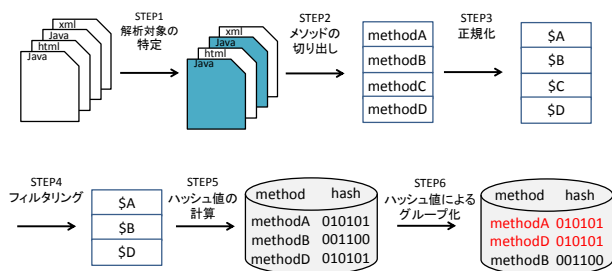 STEP1
解析対象の
特定
xml
Java
html
Java
STEP2
メソッドの
切り出し
xml
Java
html
Java
methodA
methodB
methodC
methodD
STEP3
正規化
$A
$B
$C
$D
STEP4
フィルタリング
$A
$B
$D
STEP5
ハッシュ値の
計算
method hash
methodA 010101
methodB 001100
methodD 010101
STEP6
ハッシュ値による
グループ化
method hash
methodA 010101
methodD 010101
methodB 001100